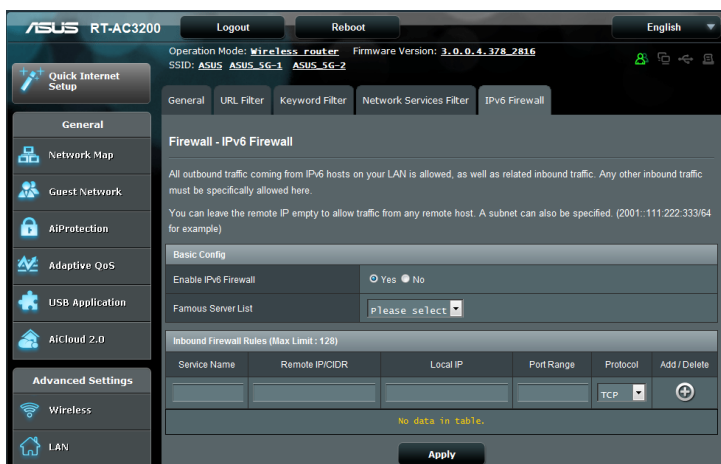 ASUS RT-AC3200 Logout Reboot English
Operation Mode: Wireless router Firmware Version: 3.0.0.4.378_2816
SSID: ASUS ASUS_5G-1 ASUS_5G-2
Quick Internet
Setup
General
Network Map
Guest Network
AiProtection
Adaptive QoS
USB Application
AiCloud 2.0
Advanced Settings
Wireless
LAN
General URL Filter Keyword Filter Network Services Filter IPv6 Firewall
Firewall - IPv6 Firewall
All outbound traffic coming from IPv6 hosts on your LAN is allowed, as well as related inbound traffic. Any other inbound traffic
must be specifically allowed here.
You can leave the remote IP empty to allow traffic from any remote host. A subnet can also be specified. (2001::111:222:333/64
for example)
Basic Config
Enable IPv6 Firewall Yes No
Famous Server List Please select
Inbound Firewall Rules (Max Limit : 128)
Service Name Remote IP/CIDR Local IP Port Range Protocol Add / Delete
TCP
No data in table.
Apply